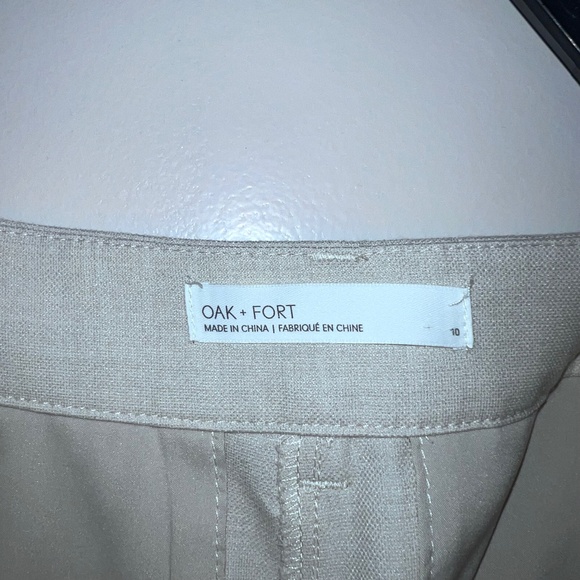 OAK + FORT
MADE IN CHINA | FABRIQUÉ EN CHINE
10